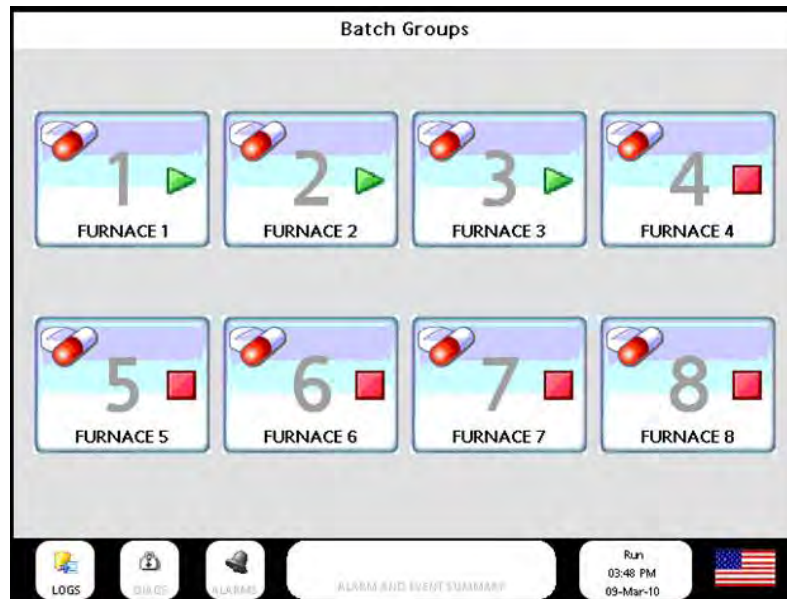 Batch Groups
1
2
3
4
FURNACE 1
FURNACE 2
FURNACE 3
FURNACE 4
5
6
7
8
FURNACE 5
FURNACE 6
FURNACE 7
FURNACE 8
LOGS
DIAGS
ALARMS
ALARM AND EVENT SUMMARY
Run
03:48 PM
09-Mar-10